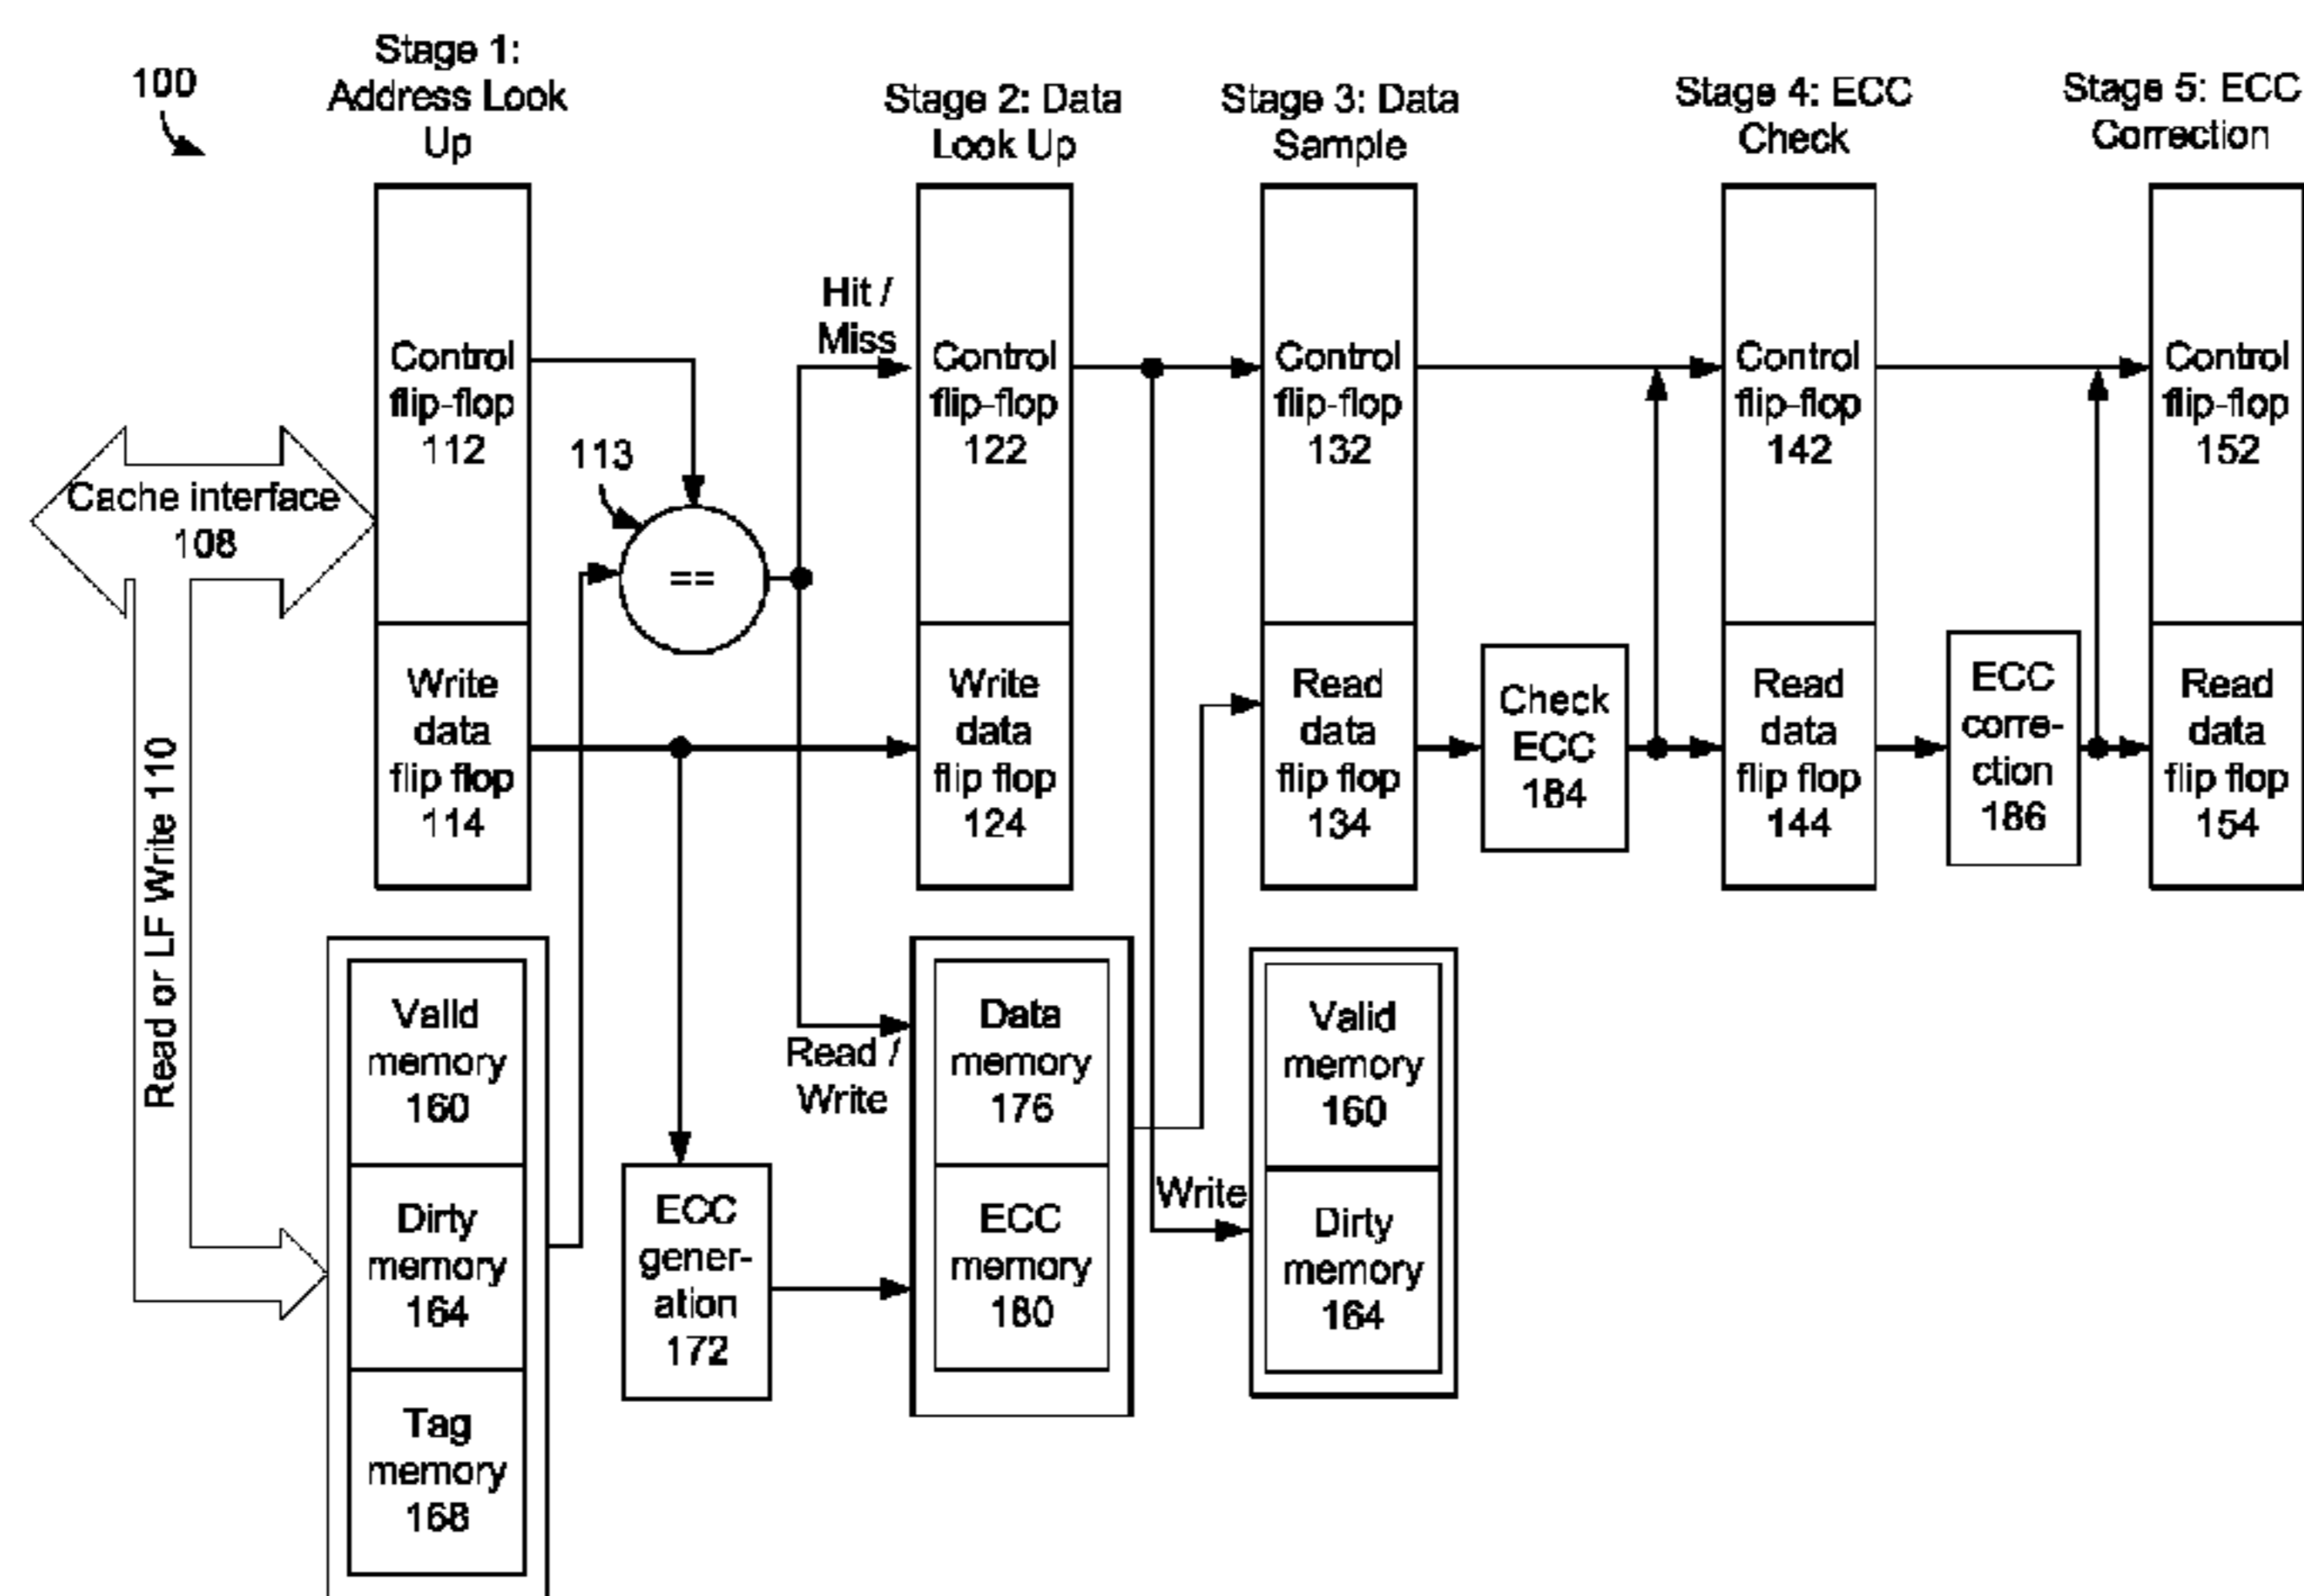 100
Stage 1:
Address Look
Up
Stage 2: Data
Look Up
Stage 3: Data
Sample
Stage 4: ECC
Check
Stage 5: ECC
Correction
Cache interface
108
Read or LF Write 110
Control
flip-flop
112
Write
data
flip flop
114
113
==
Hit /
Miss
Read /
Write
Control
flip-flop
122
Write
data
flip flop
124
Control
flip-flop
132
Read
data
flip flop
134
Check
ECC
184
Control
flip-flop
142
Read
data
flip flop
144
ECC
corre-
ction
186
Control
flip-flop
152
Read
data
flip flop
154
Valid
memory
160
Dirty
memory
164
Tag
memory
168
ECC
gener-
ation
172
Data
memory
176
ECC
memory
180
Write
Valid
memory
160
Dirty
memory
164